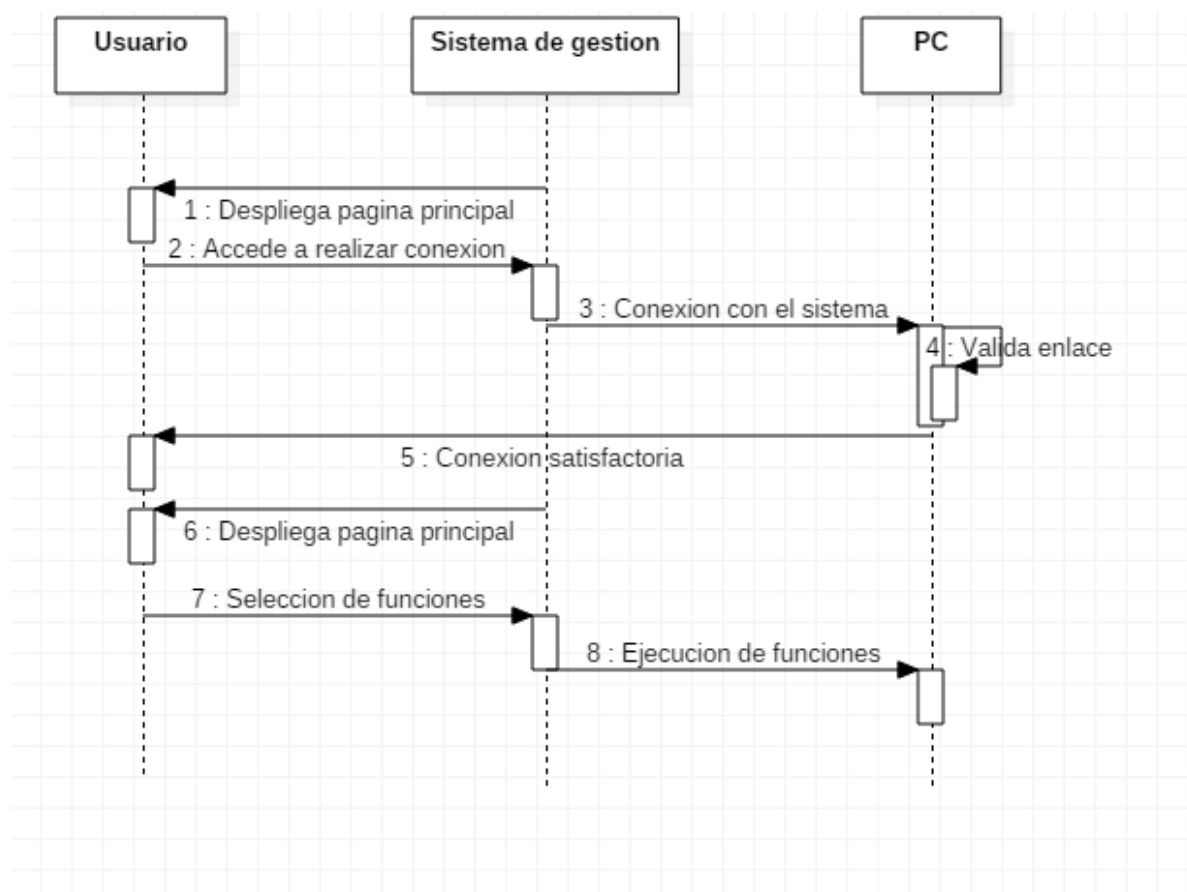 Usuario
Sistema de gestion
PC
1 : Despliega pagina principal
2 : Accede a realizar conexion
3 : Conexion con el sistema
4 : Valida enlace
5 : Conexion satisfactoria
6 : Despliega pagina principal
7 : Seleccion de funciones
8 : Ejecucion de funciones